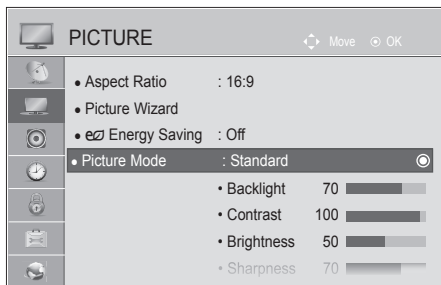 PICTURE
Move
OK
• Aspect Ratio : 16:9
• Picture Wizard
• Energy Saving : Off
• Picture Mode : Standard
• Backlight 70
• Contrast 100
• Brightness 50
• Sharpness 70